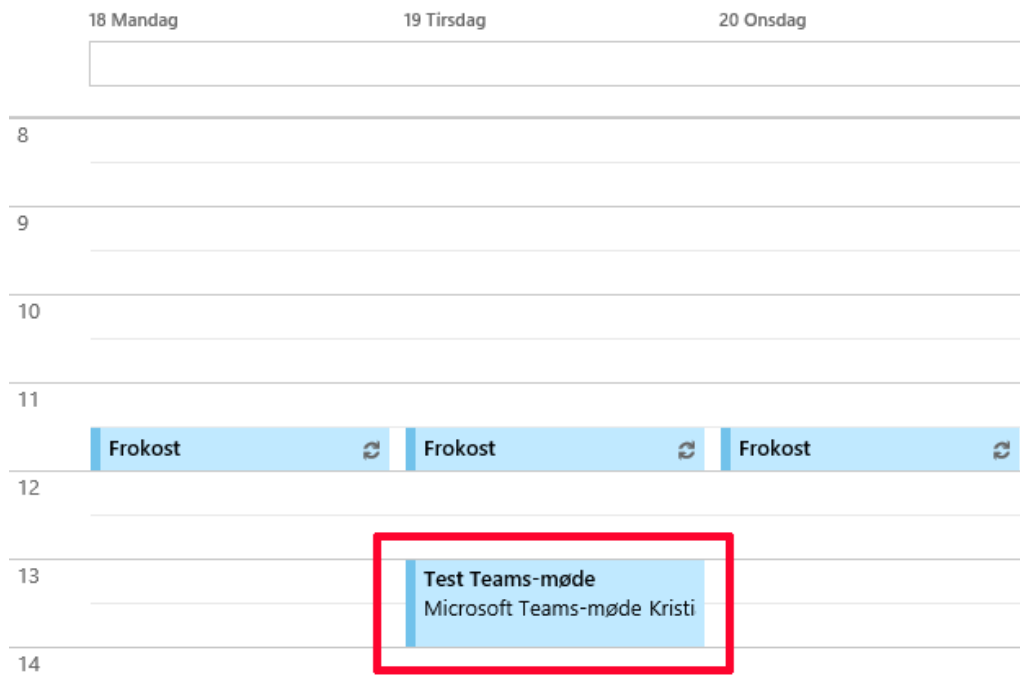 18 Mandag 19 Tirsdag 20 Onsdag
8
9
10
11
Frokost Frokost Frokost
12
13
Test Teams-møde
Microsoft Teams-møde Kristi
14